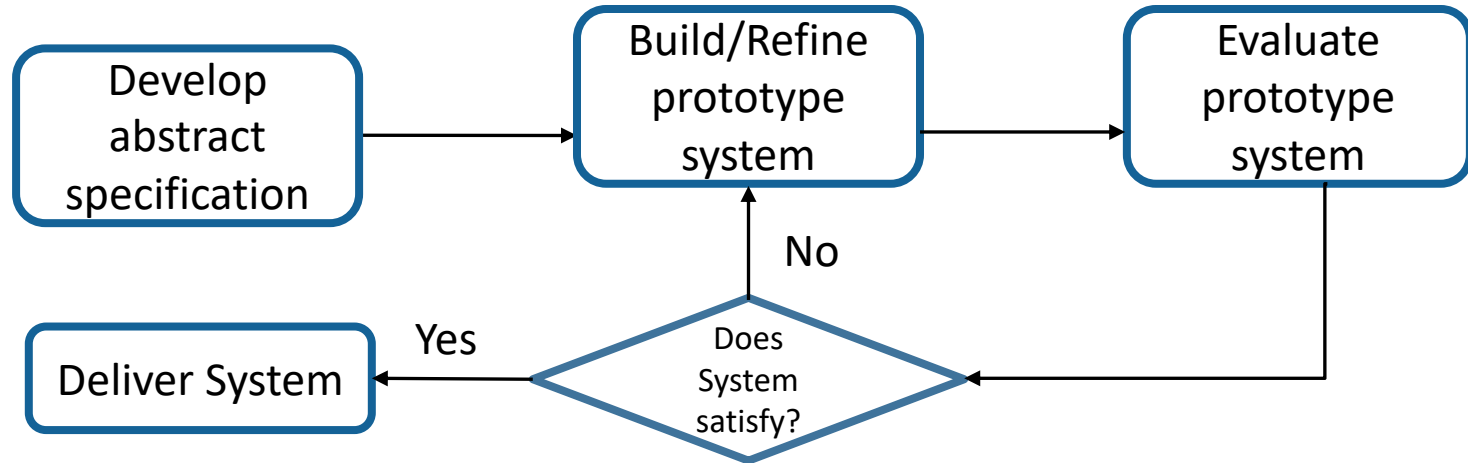 Develop
abstract
specification
Build/Refine
prototype
system
Evaluate
prototype
system
No
Yes
Does
System
satisfy?
Deliver System